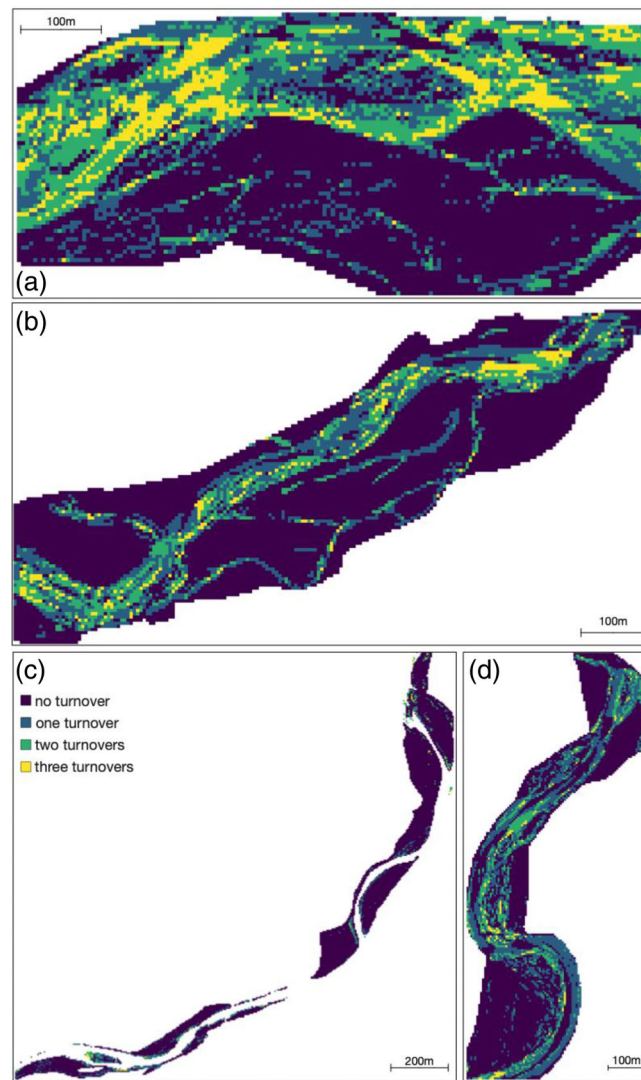 100m
(a)
(b)
100m
(c)
no turnover
one turnover
two turnovers
three turnovers
200m
(d)
100m